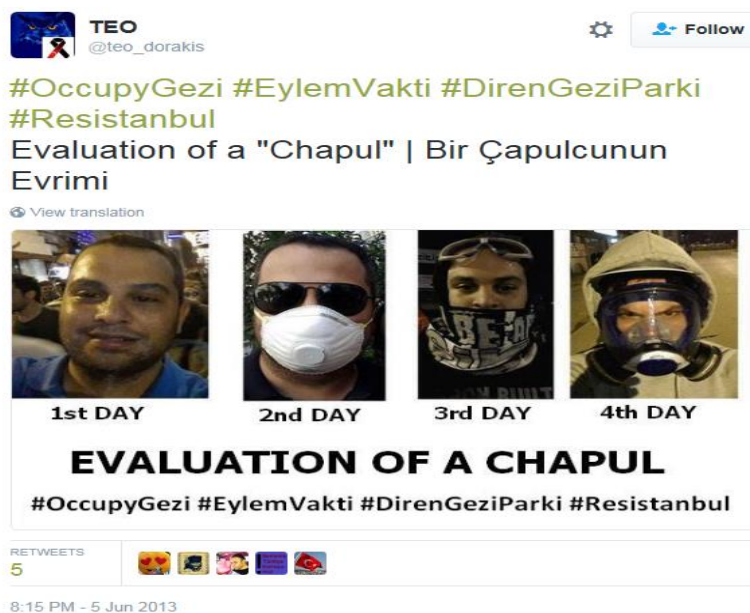 TEO
@teo_dorakis
Follow
#OccupyGezi #EylemVakti #DirenGeziParki
#Resistanbul
Evaluation of a "Chapul" | Bir Çapulcunun
Evrimi
View translation
1st DAY
2nd DAY
3rd DAY
4th DAY
EVALUATION OF A CHAPUL
#OccupyGezi #EylemVakti #DirenGeziParki #Resistanbul
RETWEETS
5
8:15 PM - 5 Jun 2013